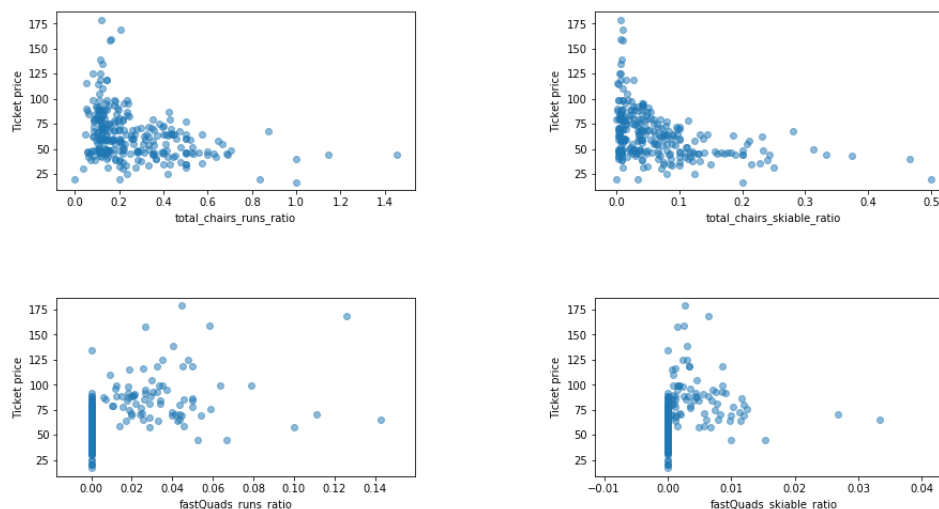 175
150
125
100
75
50
25
Ticket price
0.0 0.2 0.4 0.6 0.8 1.0 1.2 1.4
total_chairs_runs_ratio
175
150
125
100
75
50
25
Ticket price
0.0 0.1 0.2 0.3 0.4 0.5
total_chairs_skiable_ratio
175
150
125
100
75
50
25
Ticket price
0.00 0.02 0.04 0.06 0.08 0.10 0.12 0.14
fastQuads_runs_ratio
175
150
125
100
75
50
25
Ticket price
−0.01 0.00 0.01 0.02 0.03 0.04
fastQuads_skiable_ratio